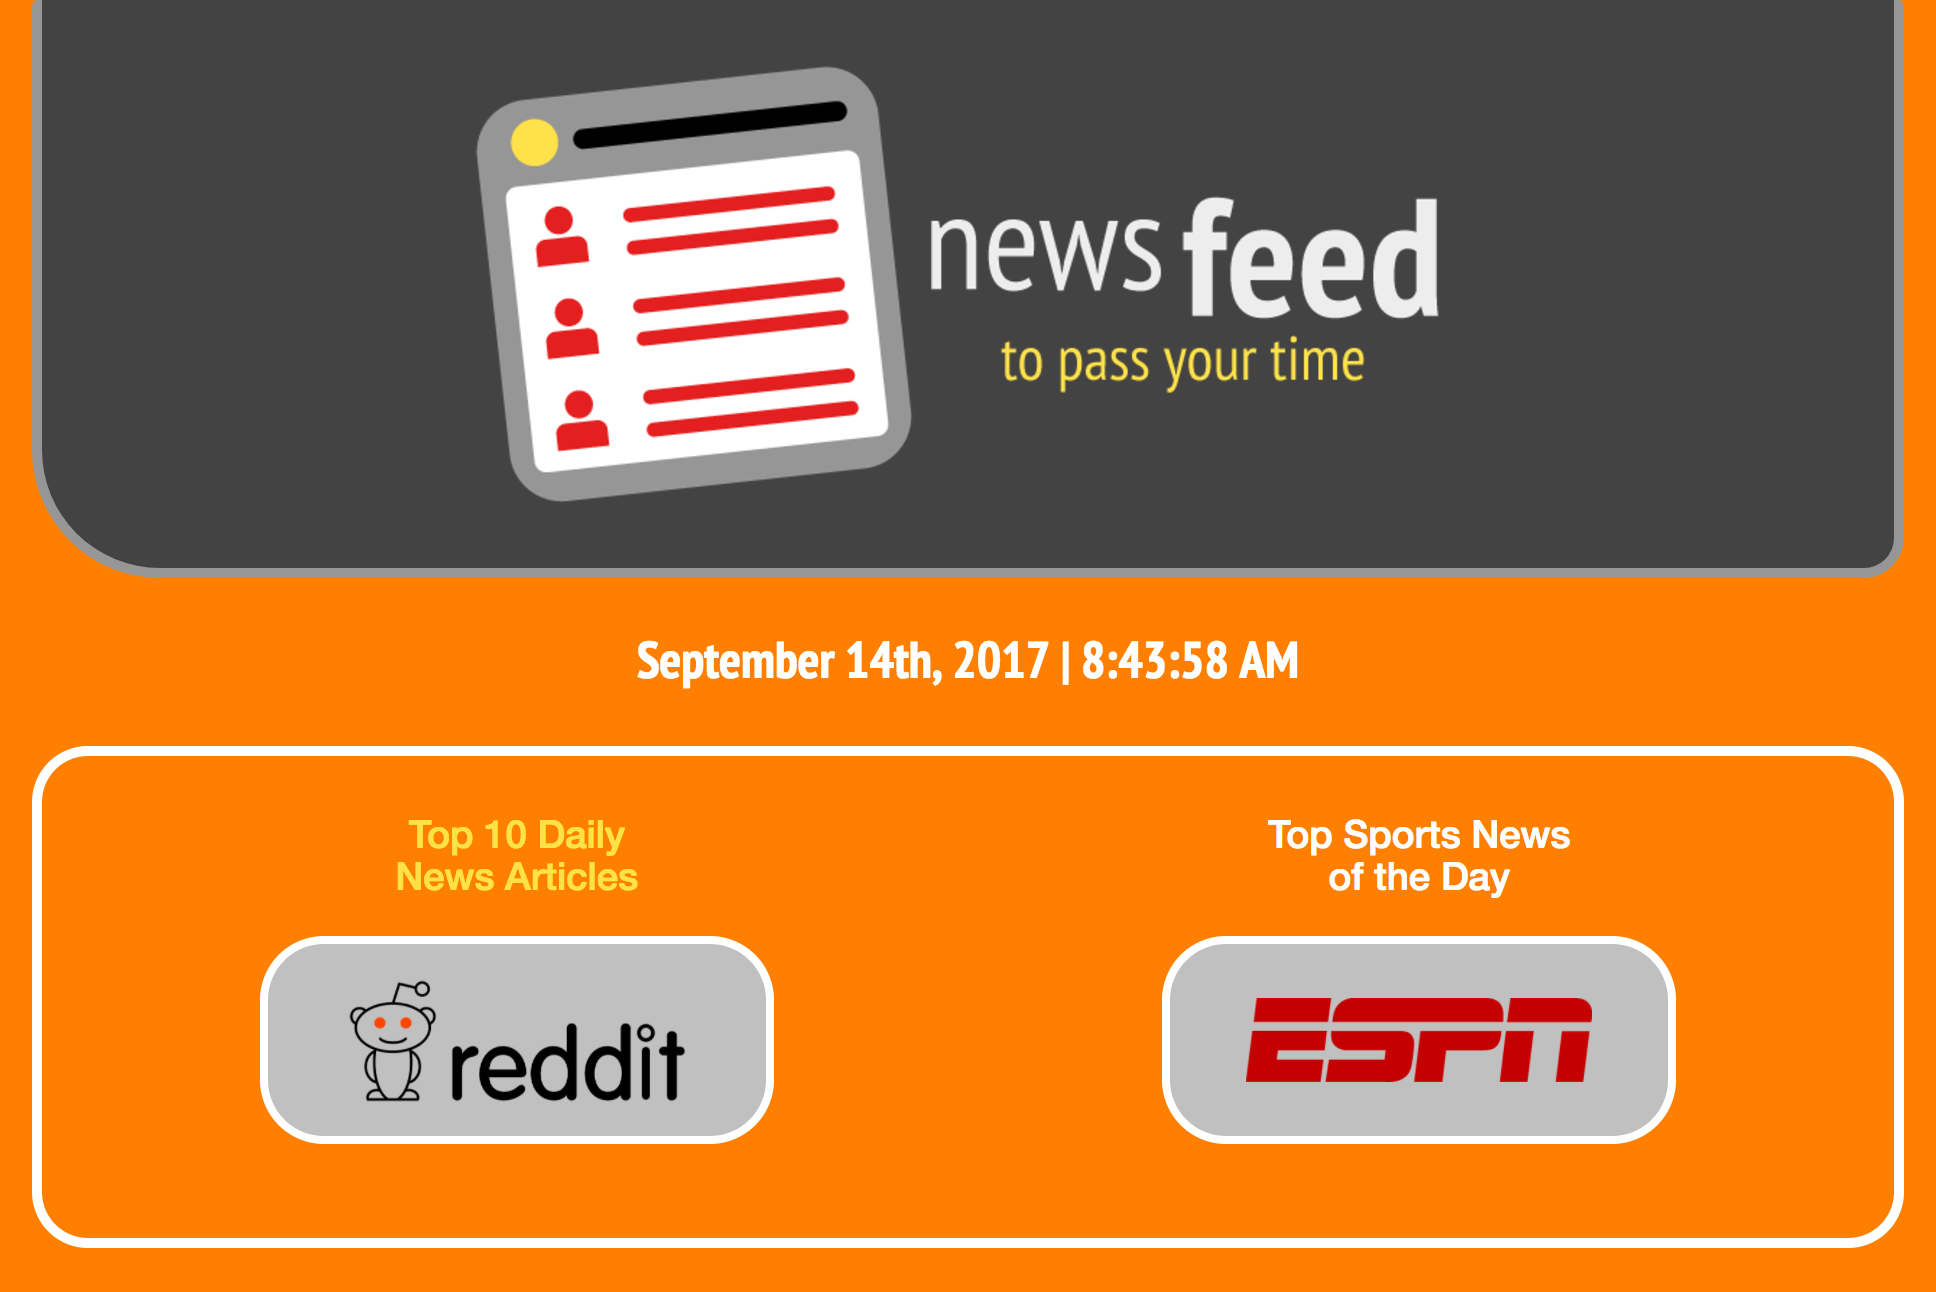 news feed
to pass your time
September 14th, 2017 | 8:43:58 AM
Top 10 Daily
News Articles
reddit
Top Sports News
of the Day
ESPN